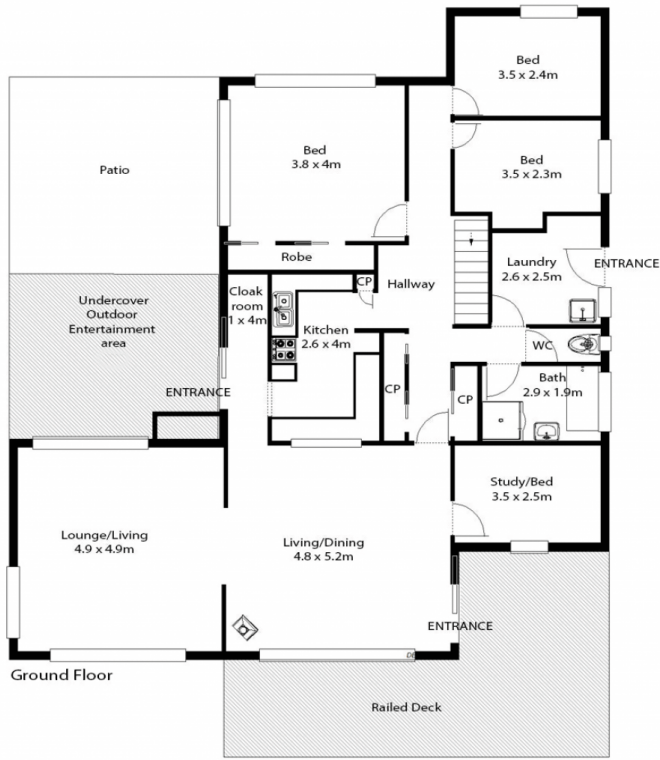 Bed
3.5 x 2.4m
Bed
3.8 x 4m
Bed
3.5 x 2.3m
Patio
Robe
Hallway
Laundry
2.6 x 2.5m
ENTRANCE
Undercover
Outdoor
Entertainment
area
Cloak
room
1 x 4m
CP
Kitchen
2.6 x 4m
WC
ENTRANCE
CP
CP
Bath
2.9 x 1.9m
Study/Bed
3.5 x 2.5m
Lounge/Living
4.9 x 4.9m
Living/Dining
4.8 x 5.2m
ENTRANCE
Ground Floor
Railed Deck